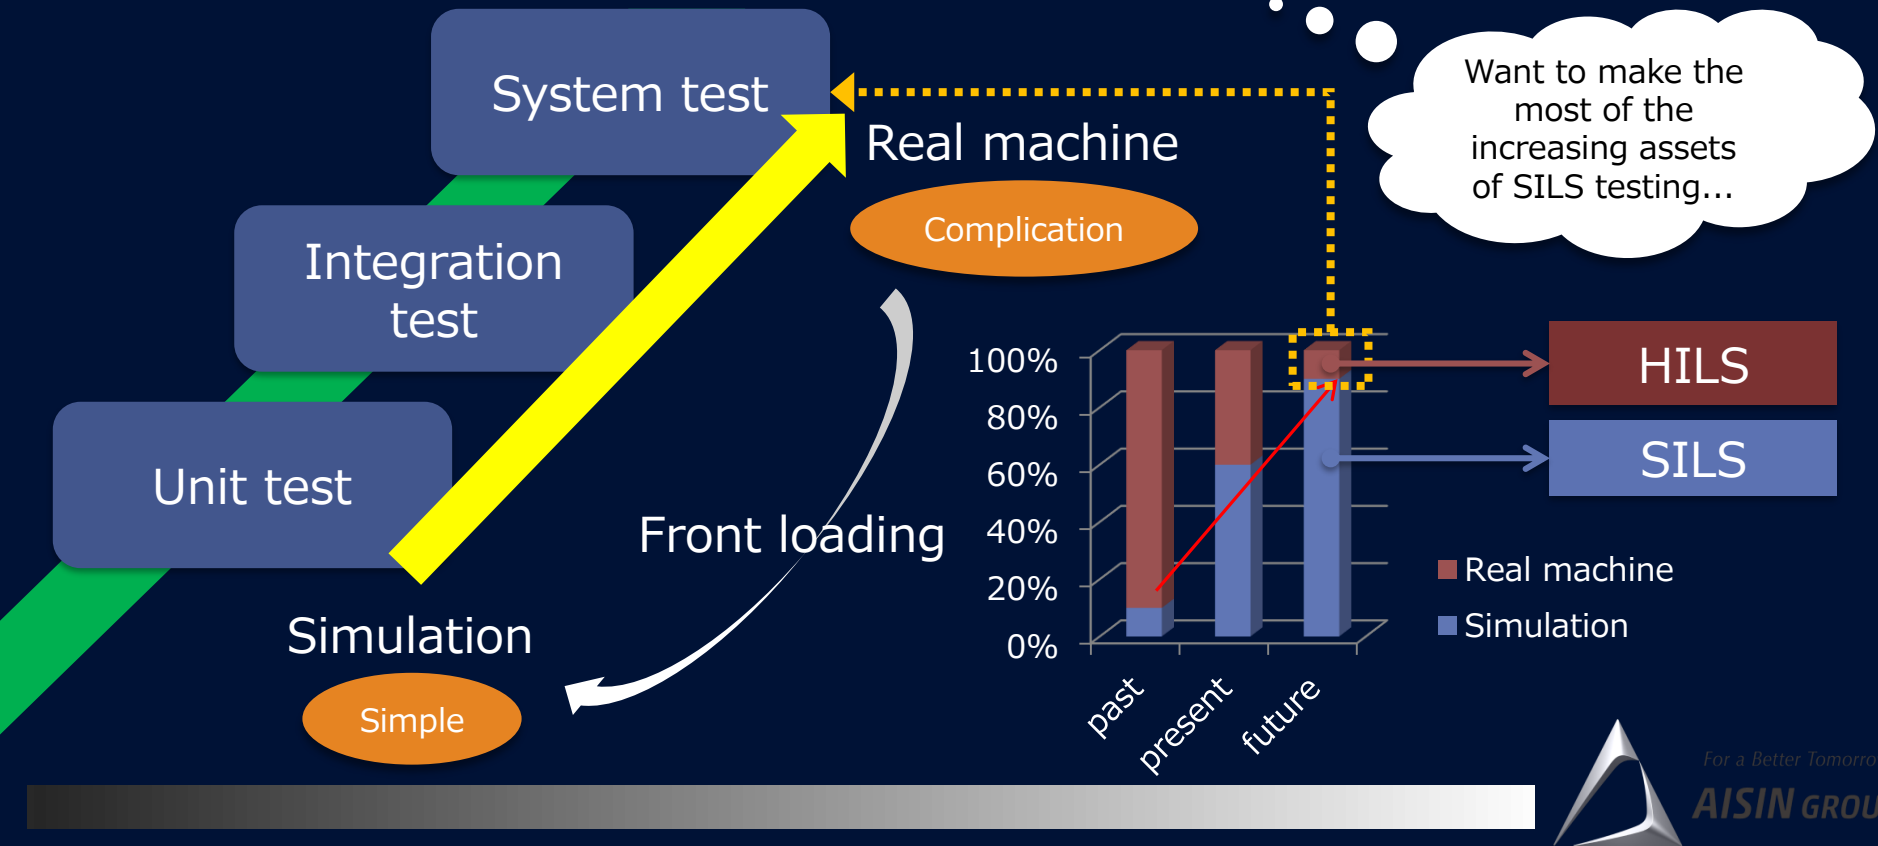 System test
Real machine
Complication
Want to make the
most of the
increasing assets
of SILS testing...
Integration
test
Unit test
Front loading
Simulation
Simple
100%
80%
60%
40%
20%
0%
past
present
future
HILS
SILS
Real machine
Simulation
For a Better Tomorro
AISIN GROU